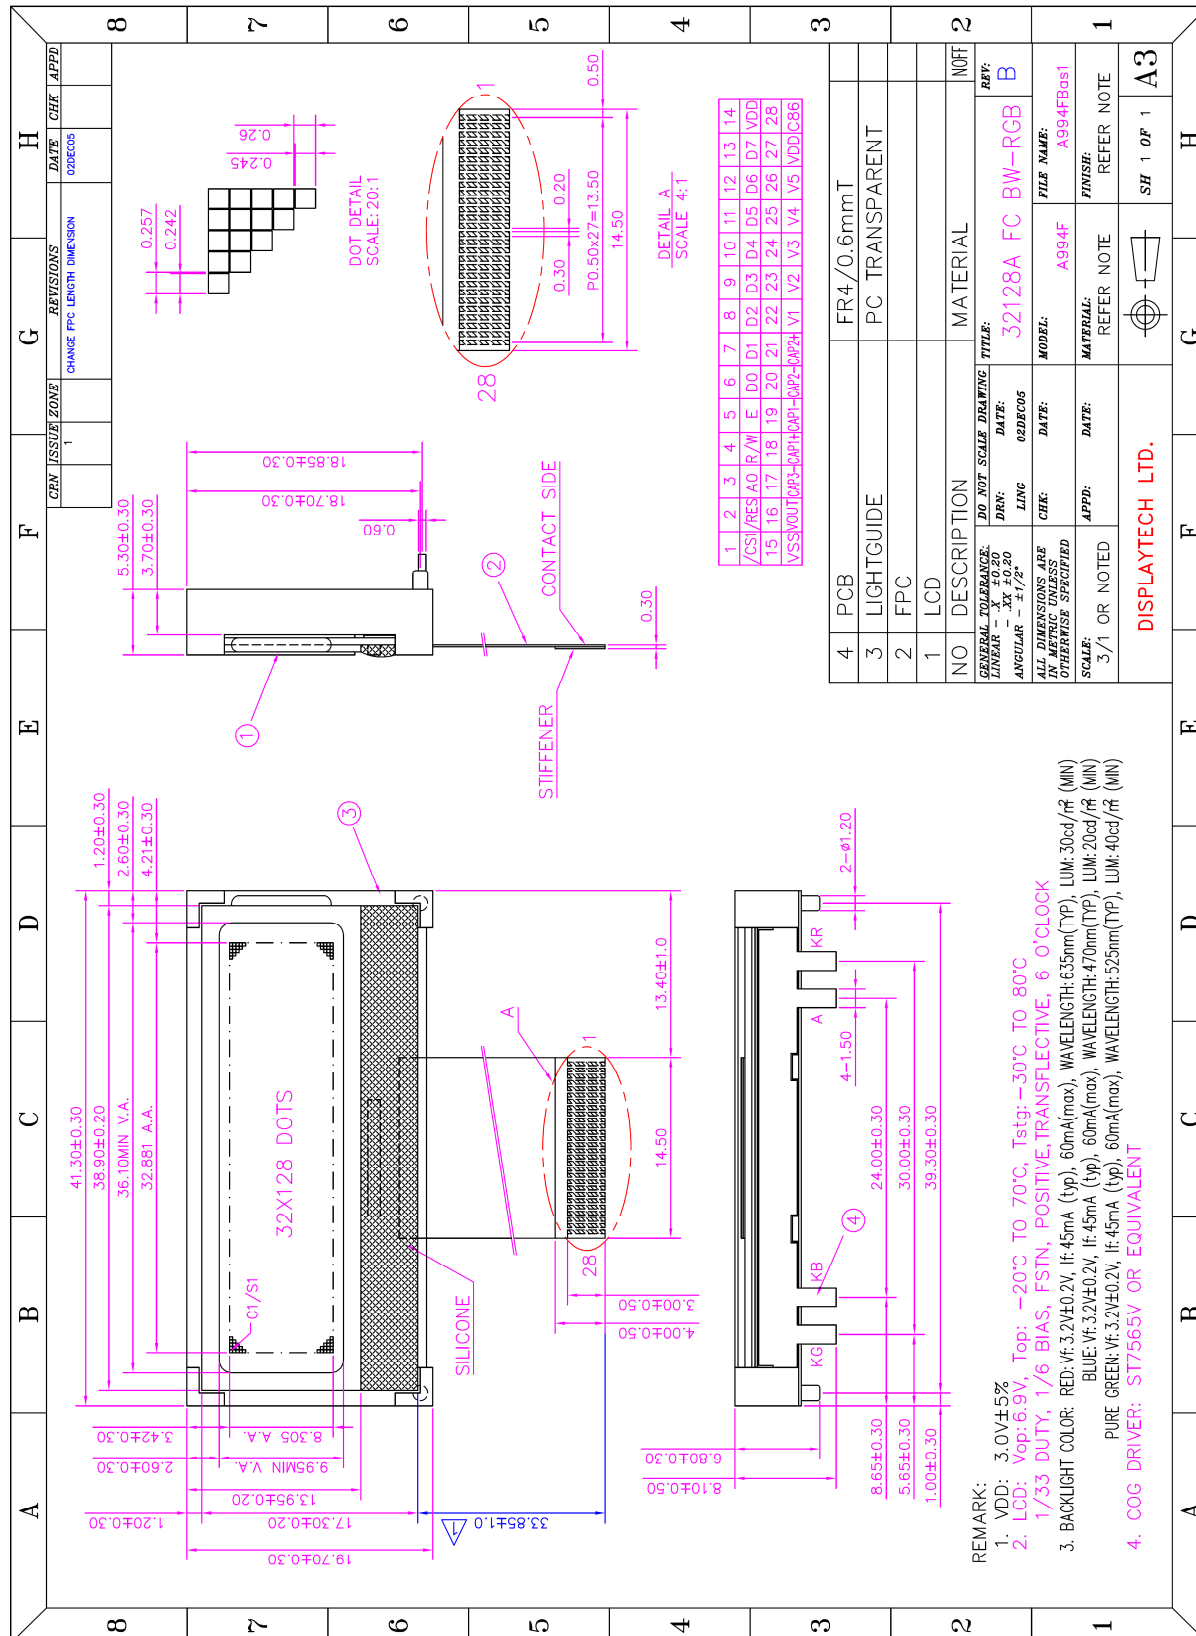 A B C D E F G H
8 7 6 5 4 3 2 1
CRN ISSUE ZONE REVISIONS DATE CHK APPD
1 CHANGE FPC LENGTH DIMENSION 02DEC05
41.30±0.30
38.90±0.20
36.10MIN V.A.
32.881 A.A.
1.20±0.30
2.60±0.30
4.21±0.30
C1/S1
32X128 DOTS
3.42±0.30
8.305 A.A.
2.60±0.30
9.95MIN V.A.
13.95±0.20
1.20±0.30
17.30±0.20
19.70±0.30
33.85±1.0
1
SILICONE
3
A
13.40±1.0
14.50
28
1
3.00±0.50
4.00±0.50
5.30±0.30
3.70±0.30
18.85±0.30
18.70±0.30
0.60
1
2
CONTACT SIDE
STIFFENER
0.30
0.257
0.242
0.26
0.245
DOT DETAIL
SCALE: 20:1
28
1
0.50
0.30
0.20
P0.50x27=13.50
14.50
DETAIL A
SCALE 4:1
6.80±0.30
8.10±0.50
KG
KB
A
KR
4
4-1.50
2-ø1.20
24.00±0.30
30.00±0.30
39.30±0.30
8.65±0.30
5.65±0.30
1.00±0.30
1 2 3 4 5 6 7 8 9 10 11 12 13 14
/CS1 /RES A0 R/W E D0 D1 D2 D3 D4 D5 D6 D7 VDD
15 16 17 18 19 20 21 22 23 24 25 26 27 28
VSS VOUT CAP3- CAP1+ CAP1- CAP2- CAP2+ V1 V2 V3 V4 V5 VDD C86
4 PCB FR4/0.6mmT
3 LIGHTGUIDE PC TRANSPARENT
2 FPC
1 LCD
NO DESCRIPTION MATERIAL NOFF
GENERAL TOLERANCE:
LINEAR - .X ±0.20
.XX ±0.20
ANGULAR - ±1/2°
ALL DIMENSIONS ARE
IN METRIC UNLESS
OTHERWISE SPECIFIED
SCALE:
3/1 OR NOTED
DO NOT SCALE DRAWING
DRN: DATE:
LING 02DEC05
CHK: DATE:
APPD: DATE:
TITLE:
32128A FC BW-RGB
REV:
B
MODEL:
A994F
FILE NAME:
A994FBas1
MATERIAL:
REFER NOTE
FINISH:
REFER NOTE
DISPLAYTECH LTD.
SH 1 OF 1
A3
REMARK:
1. VDD: 3.0V±5%
2. LCD: Vop:6.9V, Top: -20°C TO 70°C, Tstg: -30°C TO 80°C
1/33 DUTY, 1/6 BIAS, FSTN, POSITIVE,TRANSFLECTIVE, 6 O'CLOCK
3. BACKLIGHT COLOR: RED: Vf: 3.2V±0.2V, If: 45mA (typ), 60mA(max), WAVELENGTH: 635nm(TYP), LUM: 30cd/m² (MIN)
BLUE: Vf: 3.2V±0.2V, If: 45mA (typ), 60mA(max), WAVELENGTH: 470nm(TYP), LUM: 20cd/m² (MIN)
PURE GREEN: Vf: 3.2V±0.2V, If: 45mA (typ), 60mA(max), WAVELENGTH: 525nm(TYP), LUM: 40cd/m² (MIN)
4. COG DRIVER: ST7565V OR EQUIVALENT
A B C D E F G H
8 7 6 5 4 3 2 1